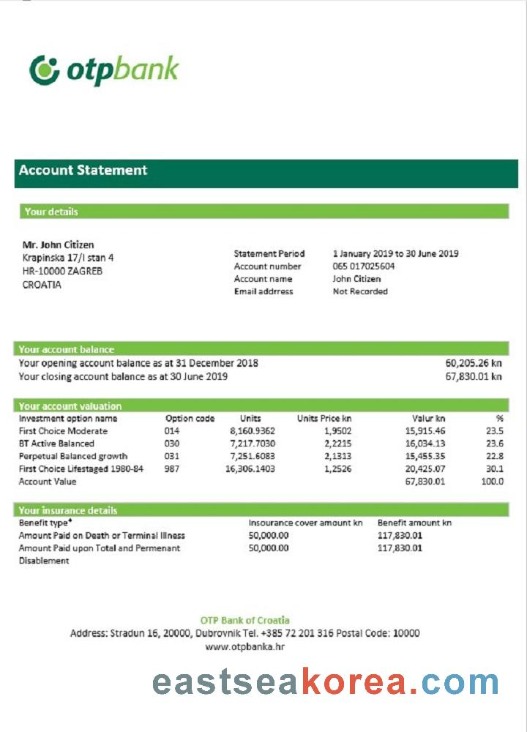 otpbank
Account Statement
Your details
Mr. John Citizen
Krapinska 17/I stan 4
HR-10000 ZAGREB
CROATIA
Statement Period 1 January 2019 to 30 June 2019
Account number 065 017025604
Account name John Citizen
Email addrress Not Recorded
Your account balance
Your opening account balance as at 31 December 2018 60,205.26 kn
Your closing account balance as at 30 June 2019 67,830.01 kn
Your account valuation
Investment option name Option code Units Units Price kn Valur kn %
First Choice Moderate 014 8,160.9362 1,9502 15,915.46 23.5
BT Active Balanced 030 7,217.7030 2,2215 16,034.13 23.6
Perpetual Balanced growth 031 7,251.6083 2,1313 15,455.35 22.8
First Choice Lifestaged 1980-84 987 16,306.1403 1,2526 20,425.07 30.1
Account Value 67,830.01 100.0
Your insurance details
Benefit type* Insourance cover amount kn Benefit amount kn
Amount Paid on Death or Terminal Illness 50,000.00 117,830.01
Amount Paid upon Total and Permenant 50,000.00 117,830.01
Disablement
OTP Bank of Croatia
Address: Stradun 16, 20000, Dubrovnik Tel. +385 72 201 316 Postal Code: 10000
www.otpbanka.hr
eastseakorea.com